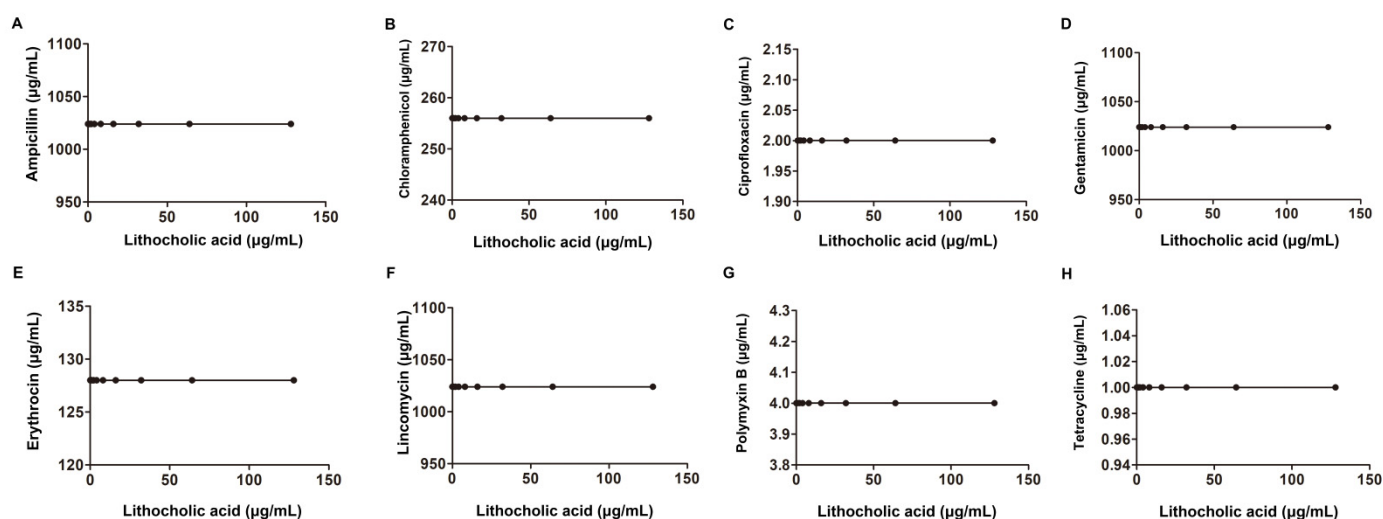 A
Ampicillin (µg/mL)
1100
1050
1000
950
0 50 100 150
Lithocholic acid (µg/mL)
B
Chloramphenicol (µg/mL)
270
260
250
240
0 50 100 150
Lithocholic acid (µg/mL)
C
Ciprofloxacin (µg/mL)
2.15
2.10
2.05
2.00
1.95
1.90
0 50 100 150
Lithocholic acid (µg/mL)
D
Gentamicin (µg/mL)
1100
1050
1000
950
0 50 100 150
Lithocholic acid (µg/mL)
E
Erythrocin (µg/mL)
135
130
125
120
0 50 100 150
Lithocholic acid (µg/mL)
F
Lincomycin (µg/mL)
1100
1050
1000
950
0 50 100 150
Lithocholic acid (µg/mL)
G
Polymyxin B (µg/mL)
4.3
4.2
4.1
4.0
3.9
3.8
0 50 100 150
Lithocholic acid (µg/mL)
H
Tetracycline (µg/mL)
1.06
1.04
1.02
1.00
0.98
0.96
0.94
0 50 100 150
Lithocholic acid (µg/mL)